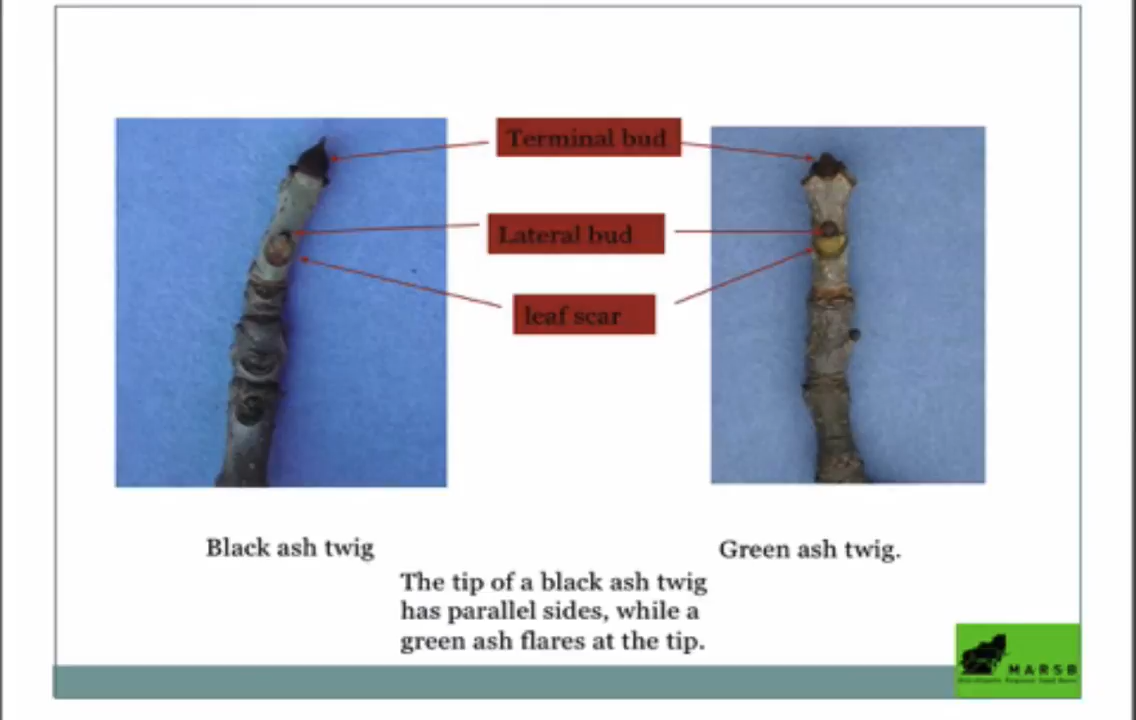 Terminal bud
Lateral bud
leaf scar
Black ash twig
Green ash twig.
The tip of a black ash twig
has parallel sides, while a
green ash flares at the tip.
MARSB